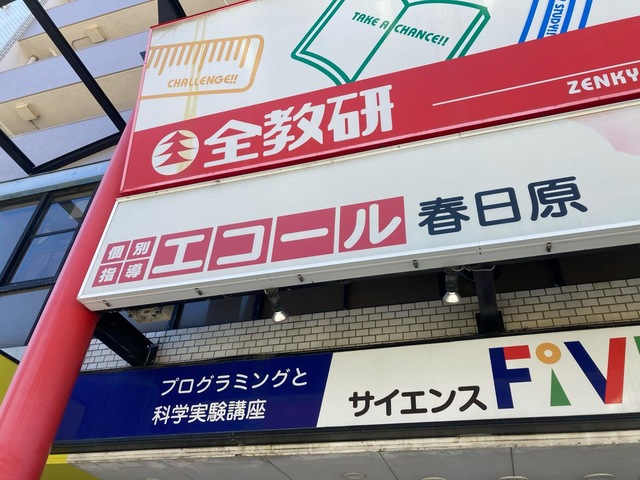 CHALLENGE!!
TAKE A CHANCE!!
STUDY!!
全教研
ZENKY
個別指導 エコール 春日原
プログラミングと
科学実験講座
サイエンス FiV